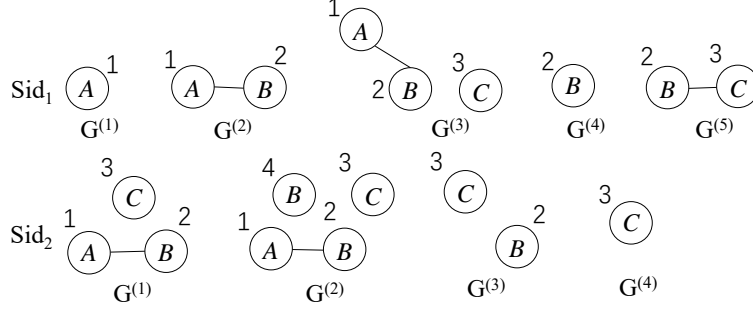 1 A
Sid₁ A 1 1 A B 2 2 B 3 C 2 B 2 B 3 C
G⁽¹⁾ G⁽²⁾ G⁽³⁾ G⁽⁴⁾ G⁽⁵⁾
3 C 4 B 3 C 3 C
Sid₂ 1 A B 2 1 A 2 B B 2 3 C
G⁽¹⁾ G⁽²⁾ G⁽³⁾ G⁽⁴⁾